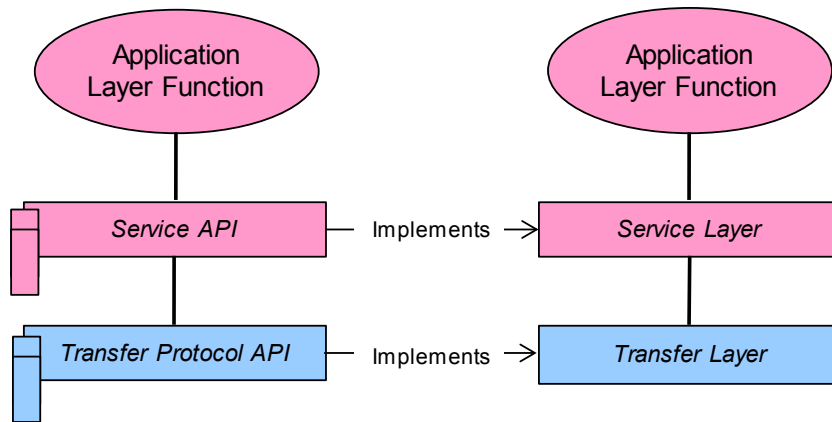 Application
Layer Function
Application
Layer Function
Service API
Implements
Service Layer
Transfer Protocol API
Implements
Transfer Layer